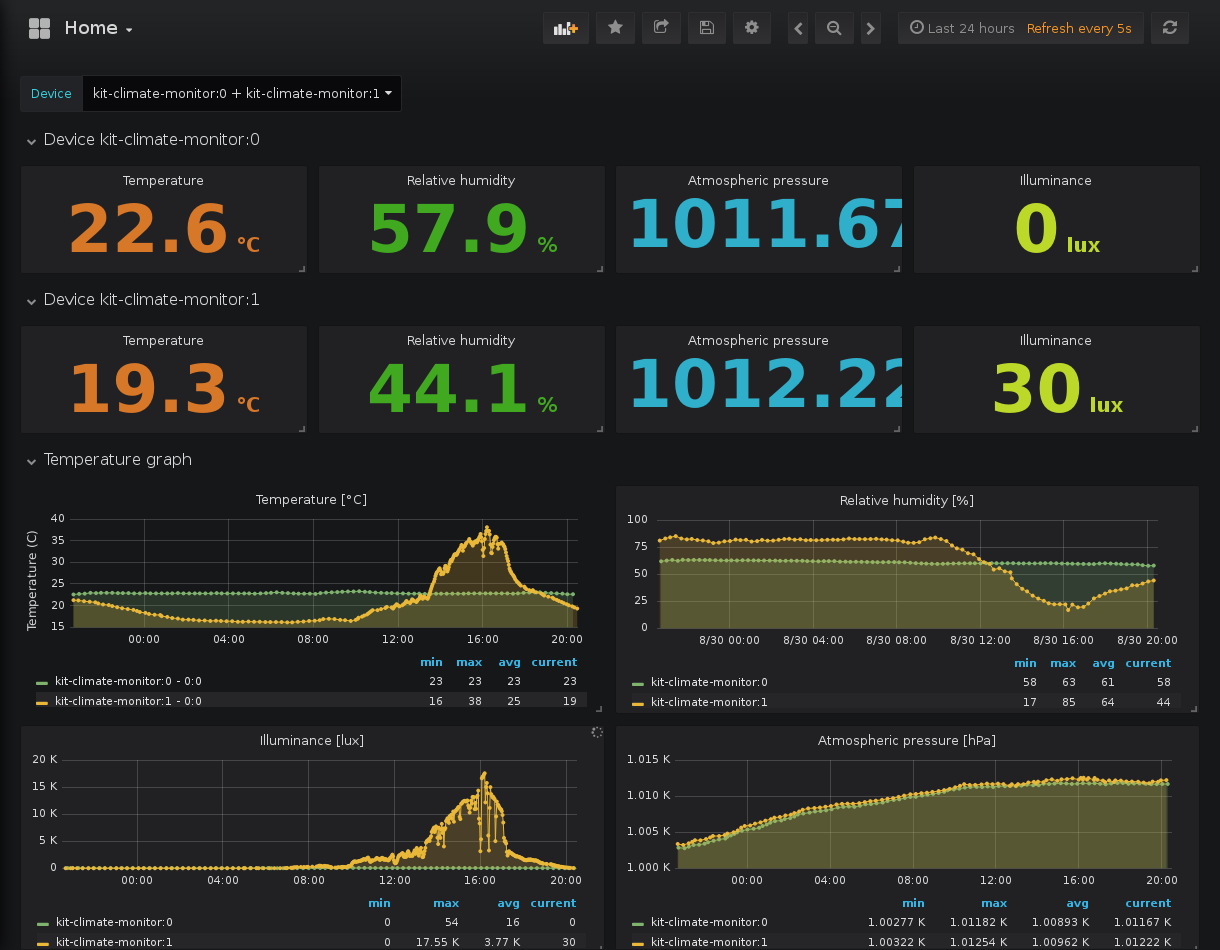 Home
Last 24 hours Refresh every 5s
Device kit-climate-monitor:0 + kit-climate-monitor:1
Device kit-climate-monitor:0
Temperature Relative humidity Atmospheric pressure Illuminance
22.6 °C 57.9 % 1011.67 0 lux
Device kit-climate-monitor:1
Temperature Relative humidity Atmospheric pressure Illuminance
19.3 °C 44.1 % 1012.22 30 lux
Temperature graph
Temperature [°C]
Temperature (C)
40
35
30
25
20
15
00:00 04:00 08:00 12:00 16:00 20:00
min max avg current
kit-climate-monitor:0 - 0:0 23 23 23 23
kit-climate-monitor:1 - 0:0 16 38 25 19
Relative humidity [%]
100
75
50
25
0
8/30 00:00 8/30 04:00 8/30 08:00 8/30 12:00 8/30 16:00 8/30 20:00
min max avg current
kit-climate-monitor:0 58 63 61 58
kit-climate-monitor:1 17 85 64 44
Illuminance [lux]
20 K
15 K
10 K
5 K
0
00:00 04:00 08:00 12:00 16:00 20:00
min max avg current
kit-climate-monitor:0 0 54 16 0
kit-climate-monitor:1 0 17.55 K 3.77 K 30
Atmospheric pressure [hPa]
1.015 K
1.010 K
1.005 K
1.000 K
00:00 04:00 08:00 12:00 16:00 20:00
min max avg current
kit-climate-monitor:0 1.00277 K 1.01182 K 1.00893 K 1.01167 K
kit-climate-monitor:1 1.00322 K 1.01254 K 1.00962 K 1.01222 K